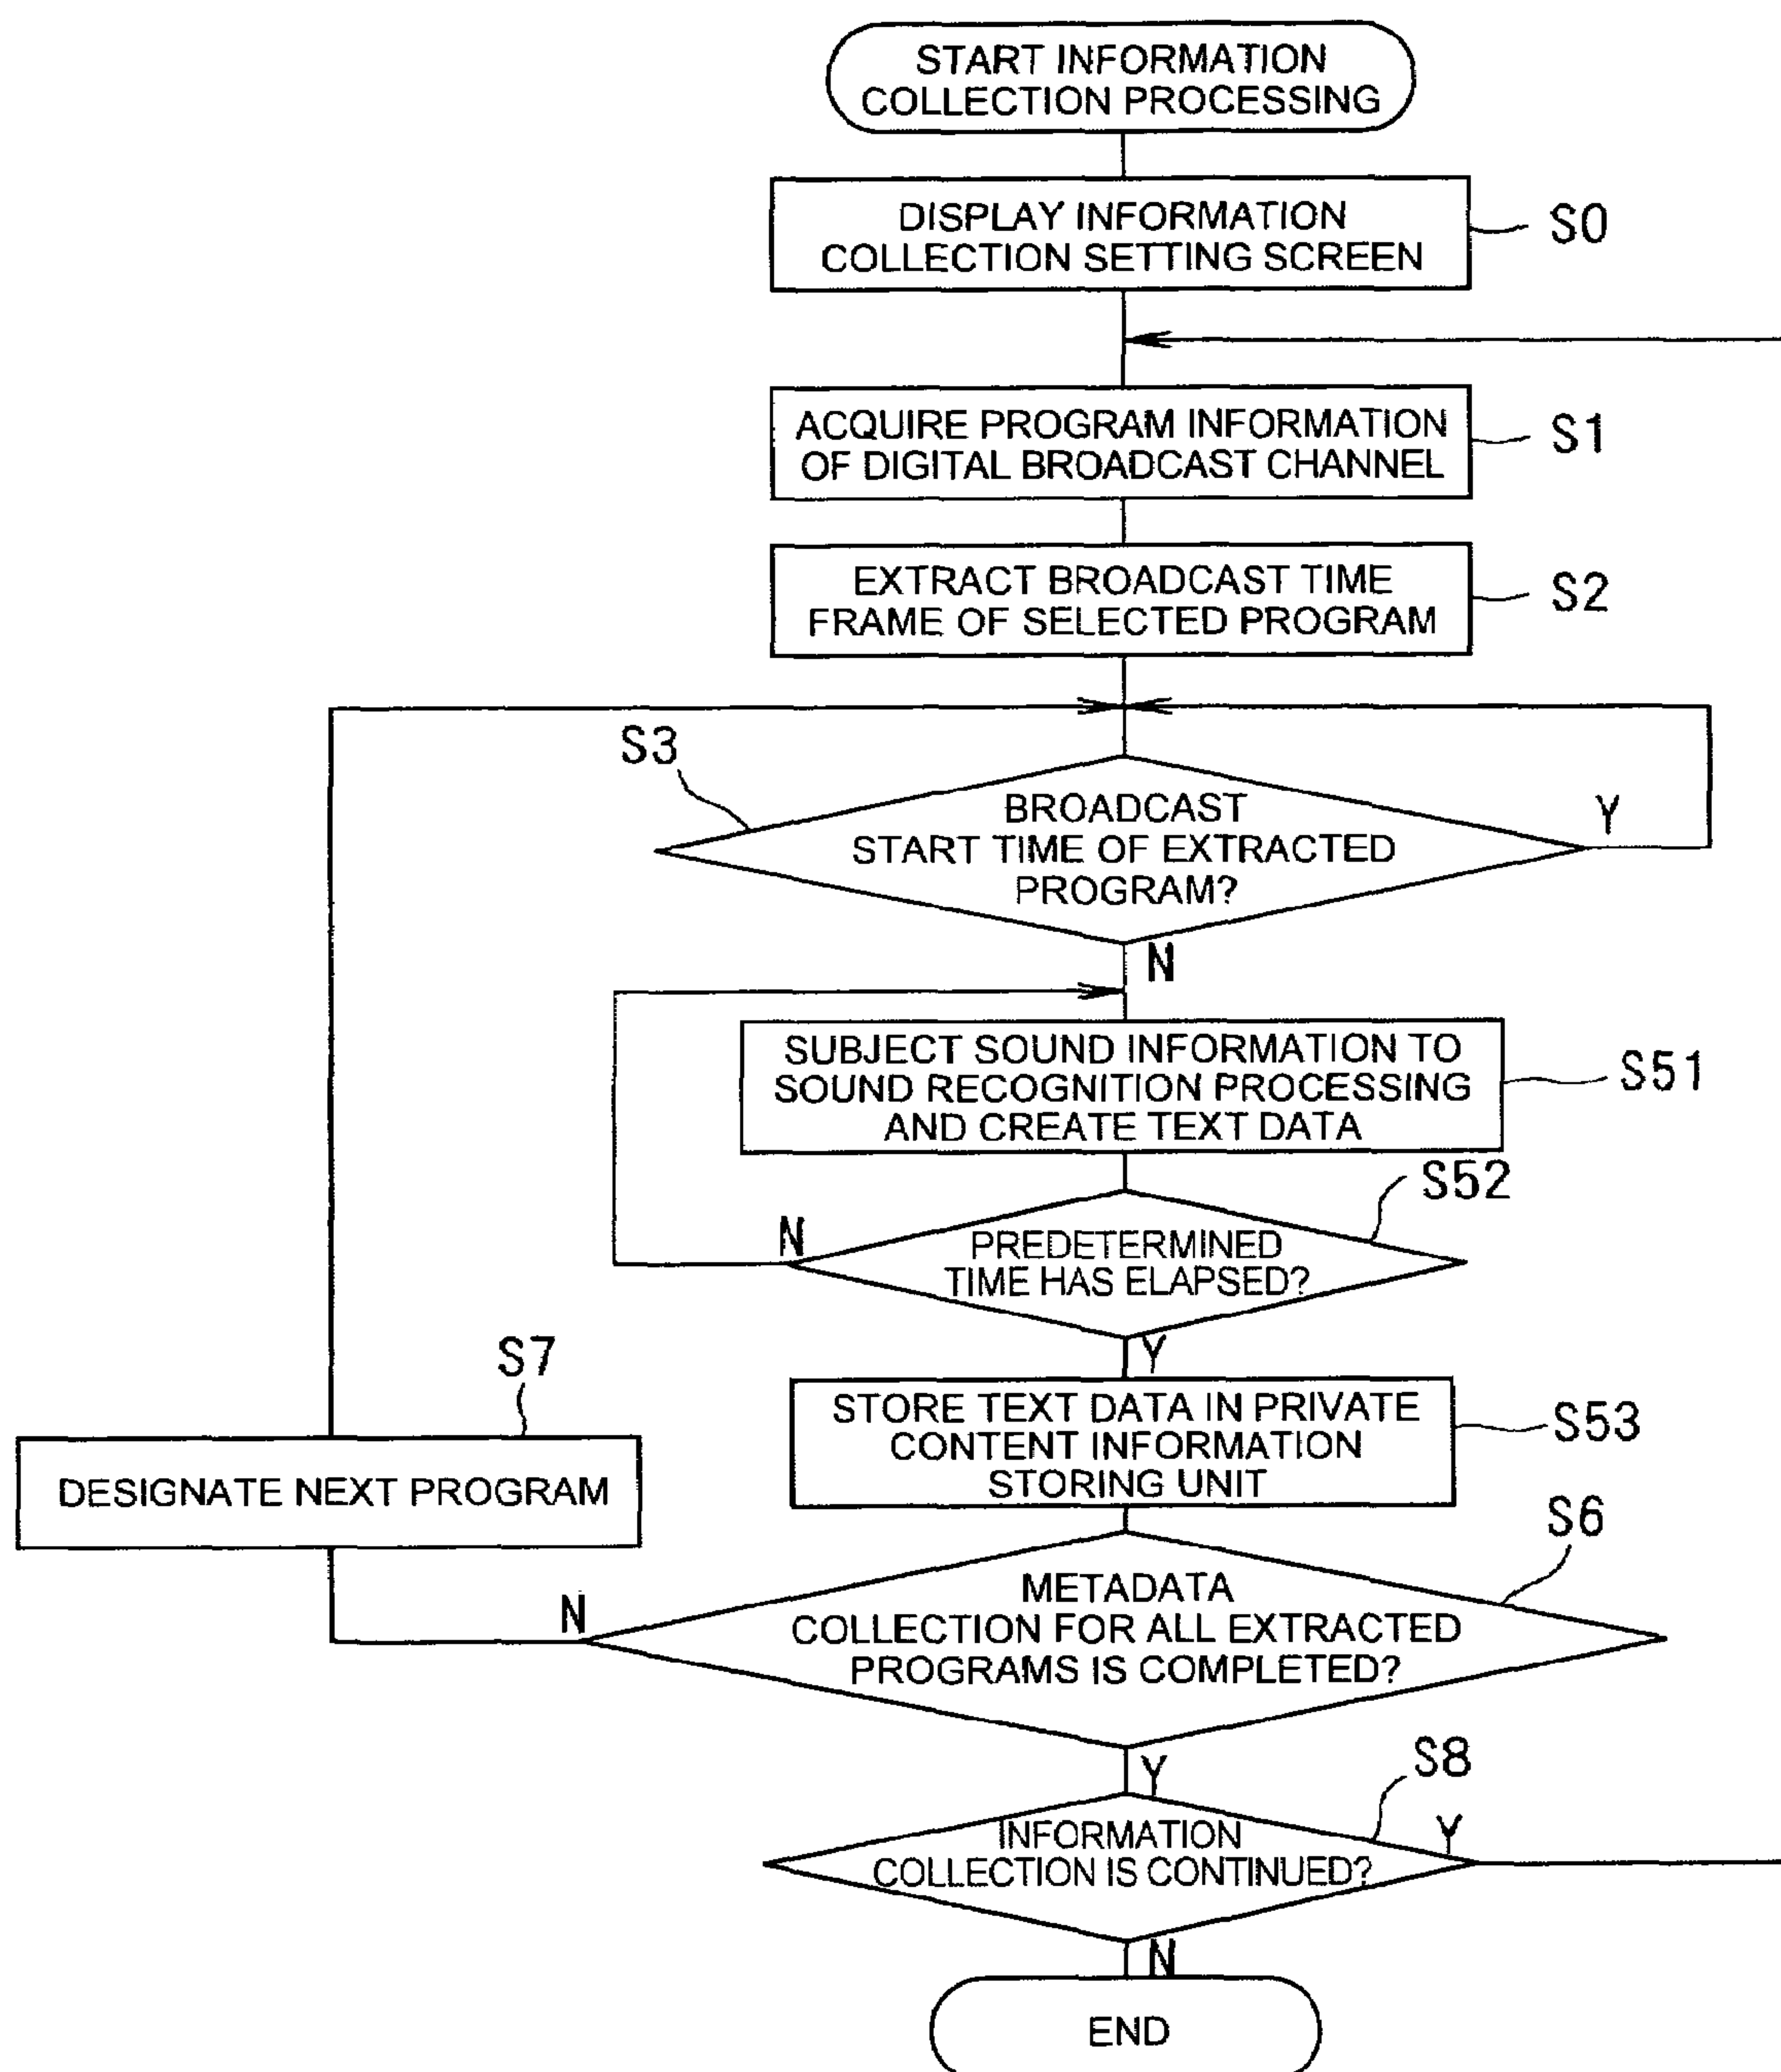 START INFORMATION
COLLECTION PROCESSING
DISPLAY INFORMATION
COLLECTION SETTING SCREEN
S0
ACQUIRE PROGRAM INFORMATION
OF DIGITAL BROADCAST CHANNEL
S1
EXTRACT BROADCAST TIME
FRAME OF SELECTED PROGRAM
S2
S3
BROADCAST
START TIME OF EXTRACTED
PROGRAM?
Y
N
SUBJECT SOUND INFORMATION TO
SOUND RECOGNITION PROCESSING
AND CREATE TEXT DATA
S51
S52
N
PREDETERMINED
TIME HAS ELAPSED?
Y
S7
DESIGNATE NEXT PROGRAM
STORE TEXT DATA IN PRIVATE
CONTENT INFORMATION
STORING UNIT
S53
S6
N
METADATA
COLLECTION FOR ALL EXTRACTED
PROGRAMS IS COMPLETED?
Y
S8
Y
INFORMATION
COLLECTION IS CONTINUED?
N
END